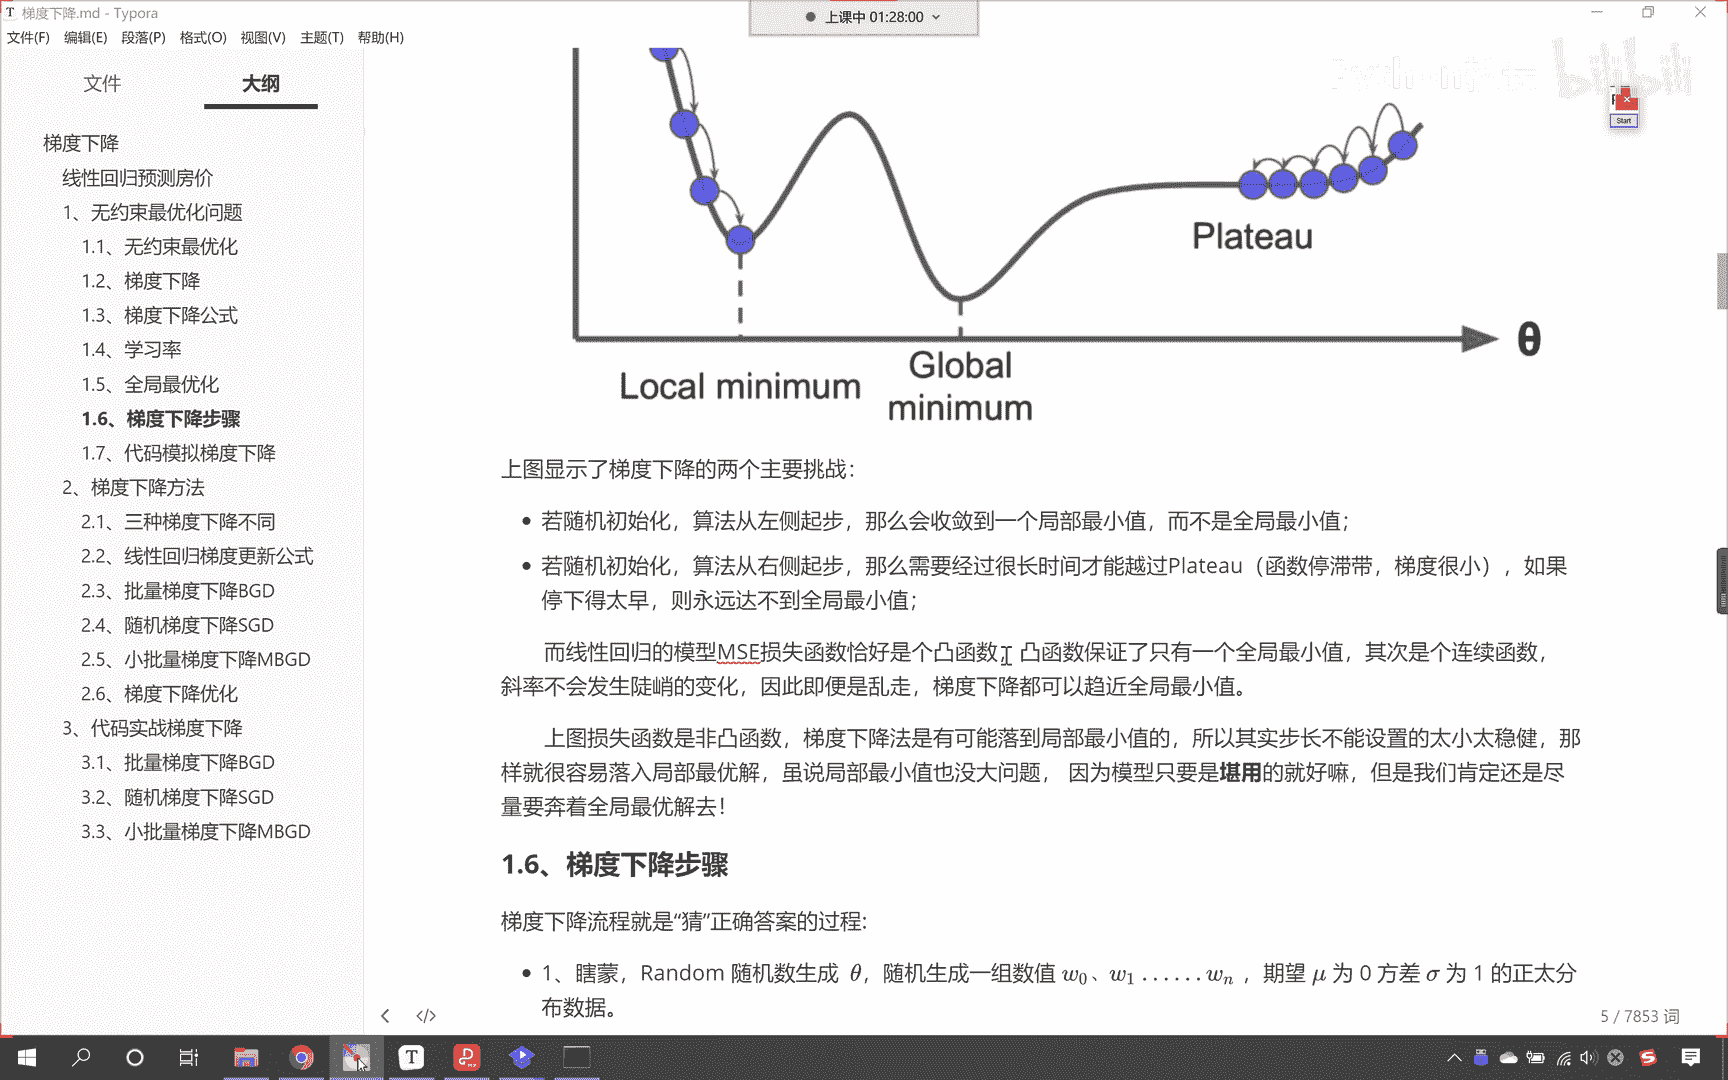 梯度下降.md - Typora
上课中 01:28:00
文件(F) 编辑(E) 段落(P) 格式(O) 视图(V) 主题(T) 帮助(H)
文件 大纲
梯度下降
线性回归预测房价
1、无约束最优化问题
1.1、无约束最优化
1.2、梯度下降
1.3、梯度下降公式
1.4、学习率
1.5、全局最优化
1.6、梯度下降步骤
1.7、代码模拟梯度下降
2、梯度下降方法
2.1、三种梯度下降不同
2.2、线性回归梯度更新公式
2.3、批量梯度下降BGD
2.4、随机梯度下降SGD
2.5、小批量梯度下降MBGD
2.6、梯度下降优化
3、代码实战梯度下降
3.1、批量梯度下降BGD
3.2、随机梯度下降SGD
3.3、小批量梯度下降MBGD
bilibili
Start
Plateau
θ
Local minimum
Global
minimum
上图显示了梯度下降的两个主要挑战：
• 若随机初始化，算法从左侧起步，那么会收敛到一个局部最小值，而不是全局最小值；
• 若随机初始化，算法从右侧起步，那么需要经过很长时间才能越过Plateau（函数停滞带，梯度很小），如果
停下得太早，则永远达不到全局最小值；
而线性回归的模型MSE损失函数恰好是个凸函数，凸函数保证了只有一个全局最小值，其次是个连续函数，
斜率不会发生陡峭的变化，因此即便是乱走，梯度下降都可以趋近全局最小值。
上图损失函数是非凸函数，梯度下降法是有可能落到局部最小值的，所以其实步长不能设置的太小太稳健，那
样就很容易落入局部最优解，虽说局部最小值也没大问题， 因为模型只要是堪用的就好嘛，但是我们肯定还是尽
量要奔着全局最优解去！
1.6、梯度下降步骤
梯度下降流程就是“猜”正确答案的过程:
• 1、瞎蒙，Random 随机数生成 θ，随机生成一组数值 w0、w1......wn ，期望 μ 为 0 方差 σ 为 1 的正太分
布数据。
5 / 7853 词